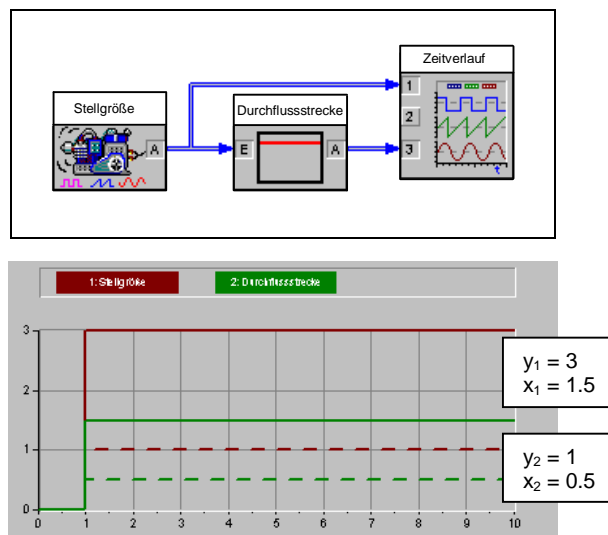 Zeitverlauf
Stellgröße
Durchflussstrecke
1
2
3
A
E
A
t
1: Stellgröße
2: Durchflussstrecke
3
2
1
0
0 1 2 3 4 5 6 7 8 9 10
y₁ = 3
x₁ = 1.5
y₂ = 1
x₂ = 0.5